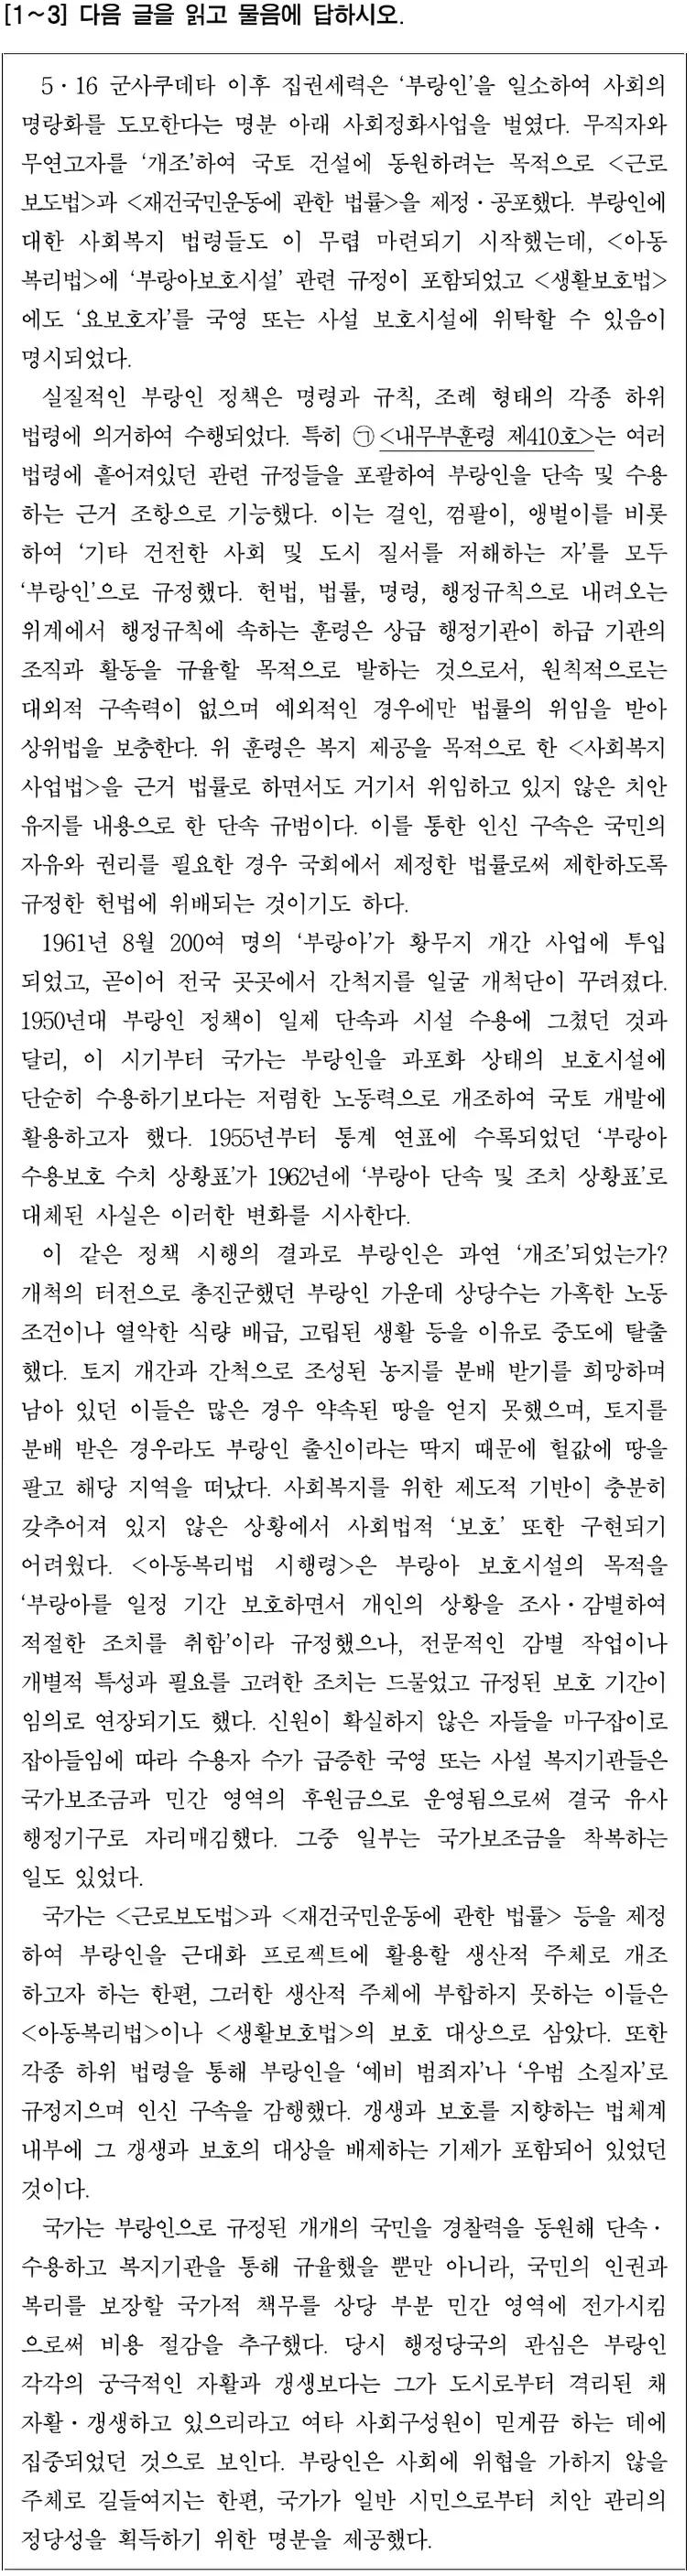 [1～3] 다음 글을 읽고 물음에 답하시오.
5·16 군사쿠데타 이후 집권세력은 ‘부랑인’을 일소하여 사회의
명랑화를 도모한다는 명분 아래 사회정화사업을 벌였다. 무직자와
무연고자를 ‘개조’하여 국토 건설에 동원하려는 목적으로 <근로
보도법>과 <재건국민운동에 관한 법률>을 제정·공포했다. 부랑인에
대한 사회복지 법령들도 이 무렵 마련되기 시작했는데, <아동
복리법>에 ‘부랑아보호시설’ 관련 규정이 포함되었고 <생활보호법>
에도 ‘요보호자’를 국영 또는 사설 보호시설에 위탁할 수 있음이
명시되었다.
실질적인 부랑인 정책은 명령과 규칙, 조례 형태의 각종 하위
법령에 의거하여 수행되었다. 특히 ㉠<내무부훈령 제410호>는 여러
법령에 흩어져있던 관련 규정들을 포괄하여 부랑인을 단속 및 수용
하는 근거 조항으로 기능했다. 이는 걸인, 껌팔이, 앵벌이를 비롯
하여 ‘기타 건전한 사회 및 도시 질서를 저해하는 자’를 모두
‘부랑인’으로 규정했다. 헌법, 법률, 명령, 행정규칙으로 내려오는
위계에서 행정규칙에 속하는 훈령은 상급 행정기관이 하급 기관의
조직과 활동을 규율할 목적으로 발하는 것으로서, 원칙적으로는
대외적 구속력이 없으며 예외적인 경우에만 법률의 위임을 받아
상위법을 보충한다. 위 훈령은 복지 제공을 목적으로 한 <사회복지
사업법>을 근거 법률로 하면서도 거기서 위임하고 있지 않은 치안
유지를 내용으로 한 단속 규범이다. 이를 통한 인신 구속은 국민의
자유와 권리를 필요한 경우 국회에서 제정한 법률로써 제한하도록
규정한 헌법에 위배되는 것이기도 하다.
1961년 8월 200여 명의 ‘부랑아’가 황무지 개간 사업에 투입
되었고, 곧이어 전국 곳곳에서 간척지를 일굴 개척단이 꾸려졌다.
1950년대 부랑인 정책이 일제 단속과 시설 수용에 그쳤던 것과
달리, 이 시기부터 국가는 부랑인을 과포화 상태의 보호시설에
단순히 수용하기보다는 저렴한 노동력으로 개조하여 국토 개발에
활용하고자 했다. 1955년부터 통계 연표에 수록되었던 ‘부랑아
수용보호 수치 상황표’가 1962년에 ‘부랑아 단속 및 조치 상황표’로
대체된 사실은 이러한 변화를 시사한다.
이 같은 정책 시행의 결과로 부랑인은 과연 ‘개조’되었는가?
개척의 터전으로 총진군했던 부랑인 가운데 상당수는 가혹한 노동
조건이나 열악한 식량 배급, 고립된 생활 등을 이유로 중도에 탈출
했다. 토지 개간과 간척으로 조성된 농지를 분배 받기를 희망하며
남아 있던 이들은 많은 경우 약속된 땅을 얻지 못했으며, 토지를
분배 받은 경우라도 부랑인 출신이라는 딱지 때문에 헐값에 땅을
팔고 해당 지역을 떠났다. 사회복지를 위한 제도적 기반이 충분히
갖추어져 있지 않은 상황에서 사회법적 ‘보호’ 또한 구현되기
어려웠다. <아동복리법 시행령>은 부랑아 보호시설의 목적을
‘부랑아를 일정 기간 보호하면서 개인의 상황을 조사·감별하여
적절한 조치를 취함’이라 규정했으나, 전문적인 감별 작업이나
개별적 특성과 필요를 고려한 조치는 드물었고 규정된 보호 기간이
임의로 연장되기도 했다. 신원이 확실하지 않은 자들을 마구잡이로
잡아들임에 따라 수용자 수가 급증한 국영 또는 사설 복지기관들은
국가보조금과 민간 영역의 후원금으로 운영됨으로써 결국 유사
행정기구로 자리매김했다. 그중 일부는 국가보조금을 착복하는
일도 있었다.
국가는 <근로보도법>과 <재건국민운동에 관한 법률> 등을 제정
하여 부랑인을 근대화 프로젝트에 활용할 생산적 주체로 개조
하고자 하는 한편, 그러한 생산적 주체에 부합하지 못하는 이들은
<아동복리법>이나 <생활보호법>의 보호 대상으로 삼았다. 또한
각종 하위 법령을 통해 부랑인을 ‘예비 범죄자’나 ‘우범 소질자’로
규정지으며 인신 구속을 감행했다. 갱생과 보호를 지향하는 법체계
내부에 그 갱생과 보호의 대상을 배제하는 기제가 포함되어 있었던
것이다.
국가는 부랑인으로 규정된 개개의 국민을 경찰력을 동원해 단속·
수용하고 복지기관을 통해 규율했을 뿐만 아니라, 국민의 인권과
복리를 보장할 국가적 책무를 상당 부분 민간 영역에 전가시킴
으로써 비용 절감을 추구했다. 당시 행정당국의 관심은 부랑인
각각의 궁극적인 자활과 갱생보다는 그가 도시로부터 격리된 채
자활·갱생하고 있으리라고 여타 사회구성원이 믿게끔 하는 데에
집중되었던 것으로 보인다. 부랑인은 사회에 위협을 가하지 않을
주체로 길들여지는 한편, 국가가 일반 시민으로부터 치안 관리의
정당성을 획득하기 위한 명분을 제공했다.